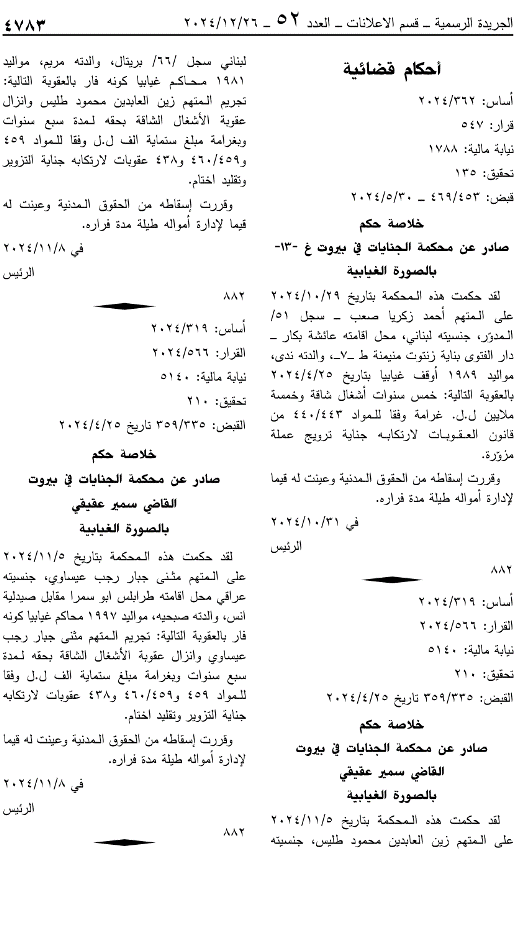 الجريدة الرسمية ــ قسم الاعلانات ــ العدد ٥٢ ــ ٢٠٢٤/١٢/٢٦
٤٧٨٣
أحكام قضائية
أساس: ٢٠٢٤/٣٦٢
قرار: ٥٤٧
نيابة مالية: ١٧٨٨
تحقيق: ١٣٥
قبض: ٤٦٩/٤٥٣ ــ ٢٠٢٤/٥/٣٠
خلاصة حكم
صادر عن محكمة الجنايات في بيروت غ -١٣-
بالصورة الغيابية
لقد حكمت هذه المحكمة بتاريخ ٢٠٢٤/١٠/٢٩
على المتهم أحمد زكريا صعب ــ سجل ٥١/
المدوّر، جنسيته لبناني، محل اقامته عائشة بكار ــ
دار الفتوى بناية زنتوت منيمنة ط ــ٧ــ، والدته ندى،
مواليد ١٩٨٩ أوقف غيابيا بتاريخ ٢٠٢٤/٤/٢٥
بالعقوبة التالية: خمس سنوات أشغال شاقة وخمسة
ملايين ل.ل. غرامة وفقا للمواد ٤٤٠/٤٤٣ من
قانون العقوبات لارتكابه جناية ترويج عملة
مزوّرة.
وقررت إسقاطه من الحقوق المدنية وعينت له قيما
لإدارة أمواله طيلة مدة فراره.
في ٢٠٢٤/١٠/٣١
الرئيس
٨٨٢
أساس: ٢٠٢٤/٣١٩
القرار: ٢٠٢٤/٥٦٦
نيابة مالية: ٥١٤٠
تحقيق: ٢١٠
القبض: ٣٥٩/٣٣٥ تاريخ ٢٠٢٤/٤/٢٥
خلاصة حكم
صادر عن محكمة الجنايات في بيروت
القاضي سمير عقيقي
بالصورة الغيابية
لقد حكمت هذه المحكمة بتاريخ ٢٠٢٤/١١/٥
على المتهم زين العابدين محمود طليس، جنسيته
لبناني سجل /٦٦/ بريتال، والدته مريم، مواليد
١٩٨١ محاكم غيابيا كونه فار بالعقوبة التالية:
تجريم المتهم زين العابدين محمود طليس وانزال
عقوبة الأشغال الشاقة بحقه لمدة سبع سنوات
وبغرامة مبلغ ستماية الف ل.ل وفقا للمواد ٤٥٩
و٤٦٠/٤٥٩ و٤٣٨ عقوبات لارتكابه جناية التزوير
وتقليد اختام.
وقررت إسقاطه من الحقوق المدنية وعينت له
قيما لإدارة أمواله طيلة مدة فراره.
في ٢٠٢٤/١١/٨
الرئيس
٨٨٢
أساس: ٢٠٢٤/٣١٩
القرار: ٢٠٢٤/٥٦٦
نيابة مالية: ٥١٤٠
تحقيق: ٢١٠
القبض: ٣٥٩/٣٣٥ تاريخ ٢٠٢٤/٤/٢٥
خلاصة حكم
صادر عن محكمة الجنايات في بيروت
القاضي سمير عقيقي
بالصورة الغيابية
لقد حكمت هذه المحكمة بتاريخ ٢٠٢٤/١١/٥
على المتهم مثنى جبار رجب عيساوي، جنسيته
عراقي محل اقامته طرابلس ابو سمرا مقابل صيدلية
انس، والدته صبحيه، مواليد ١٩٩٧ محاكم غيابيا كونه
فار بالعقوبة التالية: تجريم المتهم مثنى جبار رجب
عيساوي وانزال عقوبة الأشغال الشاقة بحقه لمدة
سبع سنوات وبغرامة مبلغ ستماية الف ل.ل وفقا
للمواد ٤٥٩ و٤٦٠/٤٥٩ و٤٣٨ عقوبات لارتكابه
جناية التزوير وتقليد اختام.
وقررت إسقاطه من الحقوق المدنية وعينت له قيما
لإدارة أمواله طيلة مدة فراره.
في ٢٠٢٤/١١/٨
الرئيس
٨٨٢